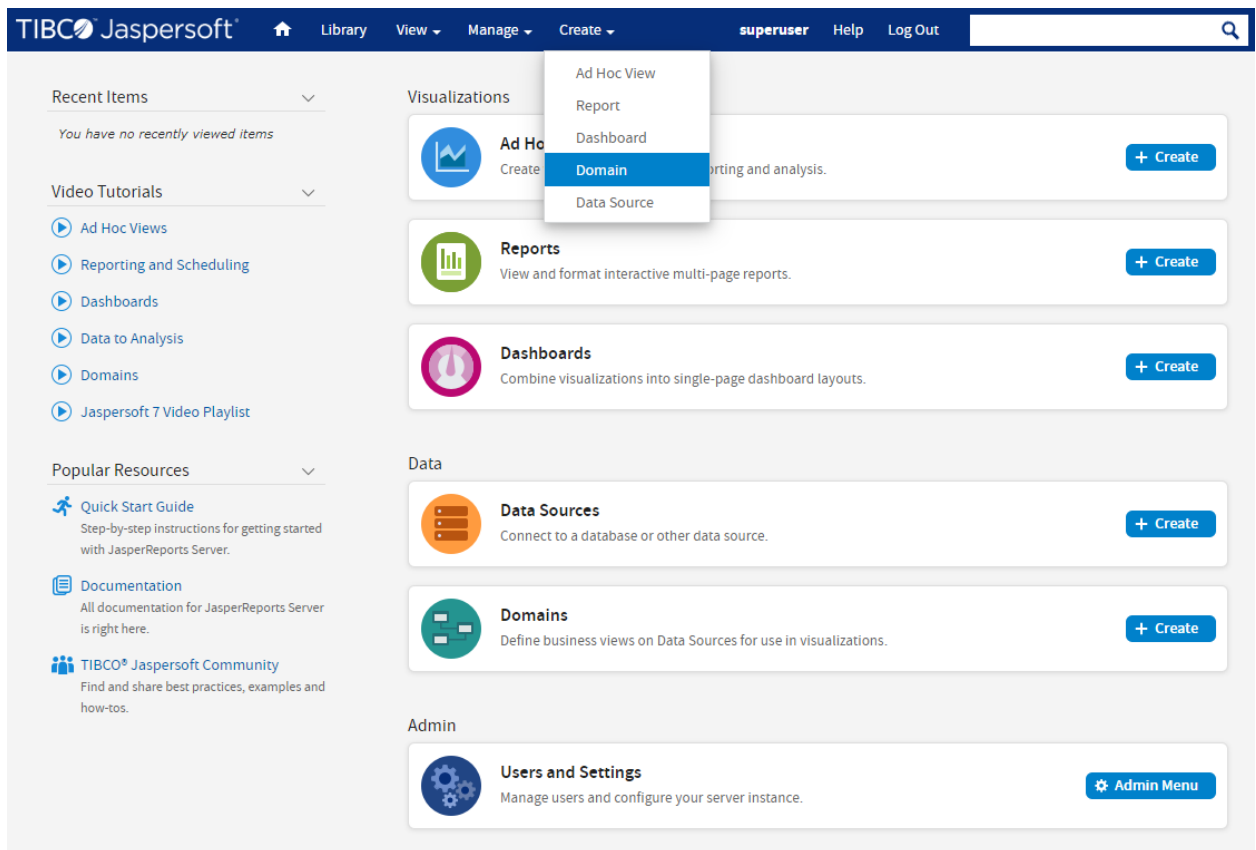 TIBCO Jaspersoft® Library View Manage Create superuser Help Log Out
Ad Hoc View
Report
Dashboard
Domain
Data Source
Recent Items
You have no recently viewed items
Video Tutorials
Ad Hoc Views
Reporting and Scheduling
Dashboards
Data to Analysis
Domains
Jaspersoft 7 Video Playlist
Popular Resources
Quick Start Guide
Step-by-step instructions for getting started
with JasperReports Server.
Documentation
All documentation for JasperReports Server
is right here.
TIBCO® Jaspersoft Community
Find and share best practices, examples and
how-tos.
Visualizations
Ad Ho
Create rting and analysis.
+ Create
Reports
View and format interactive multi-page reports.
+ Create
Dashboards
Combine visualizations into single-page dashboard layouts.
+ Create
Data
Data Sources
Connect to a database or other data source.
+ Create
Domains
Define business views on Data Sources for use in visualizations.
+ Create
Admin
Users and Settings
Manage users and configure your server instance.
Admin Menu